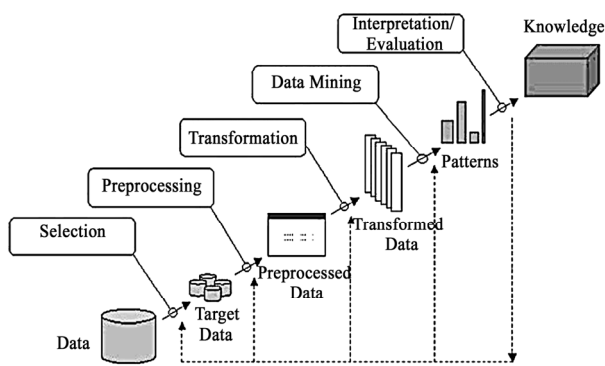 Interpretation/
Evaluation
Knowledge
Data Mining
Patterns
Transformation
Transformed
Data
Preprocessing
Preprocessed
Data
Selection
Target
Data
Data